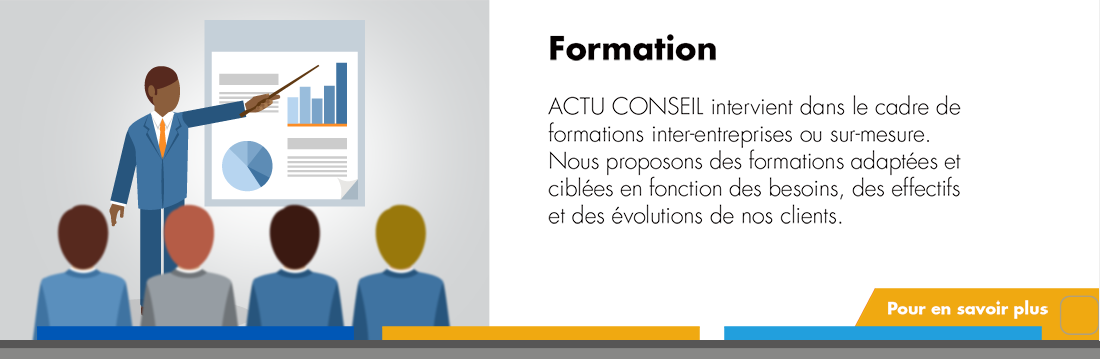 Formation
ACTU CONSEIL intervient dans le cadre de
formations inter-entreprises ou sur-mesure.
Nous proposons des formations adaptées et
ciblées en fonction des besoins, des effectifs
et des évolutions de nos clients.
Pour en savoir plus